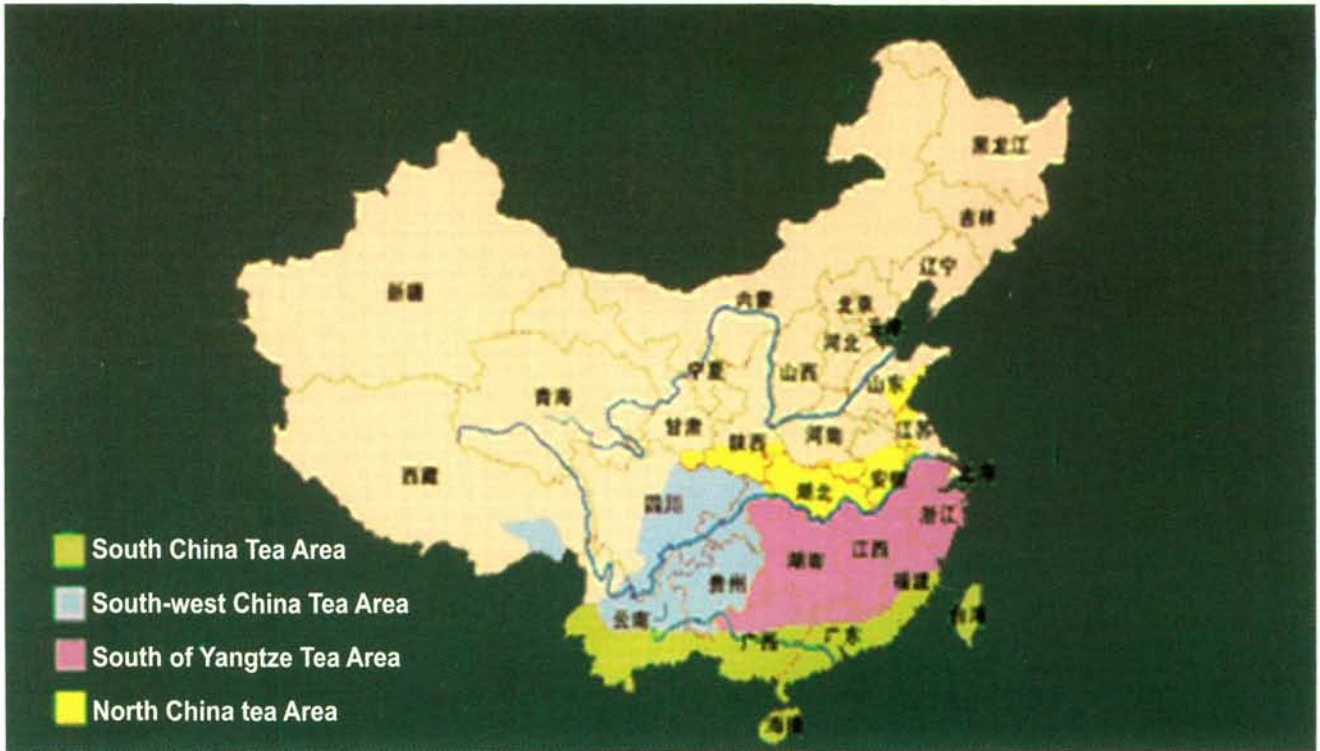 黑龙江
吉林
辽宁
新疆
内蒙
北京
天津
河北
宁夏
山西
山东
青海
甘肃
陕西
河南
江苏
西藏
四川
湖北
安徽
上海
浙江
湖南
江西
贵州
福建
云南
广西
广东
台湾
海南
South China Tea Area
South-west China Tea Area
South of Yangtze Tea Area
North China tea Area